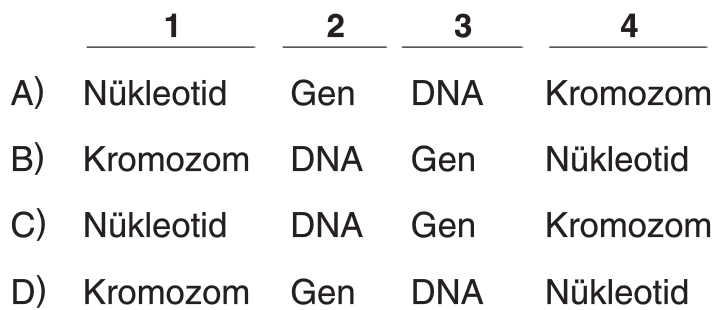 1 2 3 4
A) Nükleotid Gen DNA Kromozom
B) Kromozom DNA Gen Nükleotid
C) Nükleotid DNA Gen Kromozom
D) Kromozom Gen DNA Nükleotid